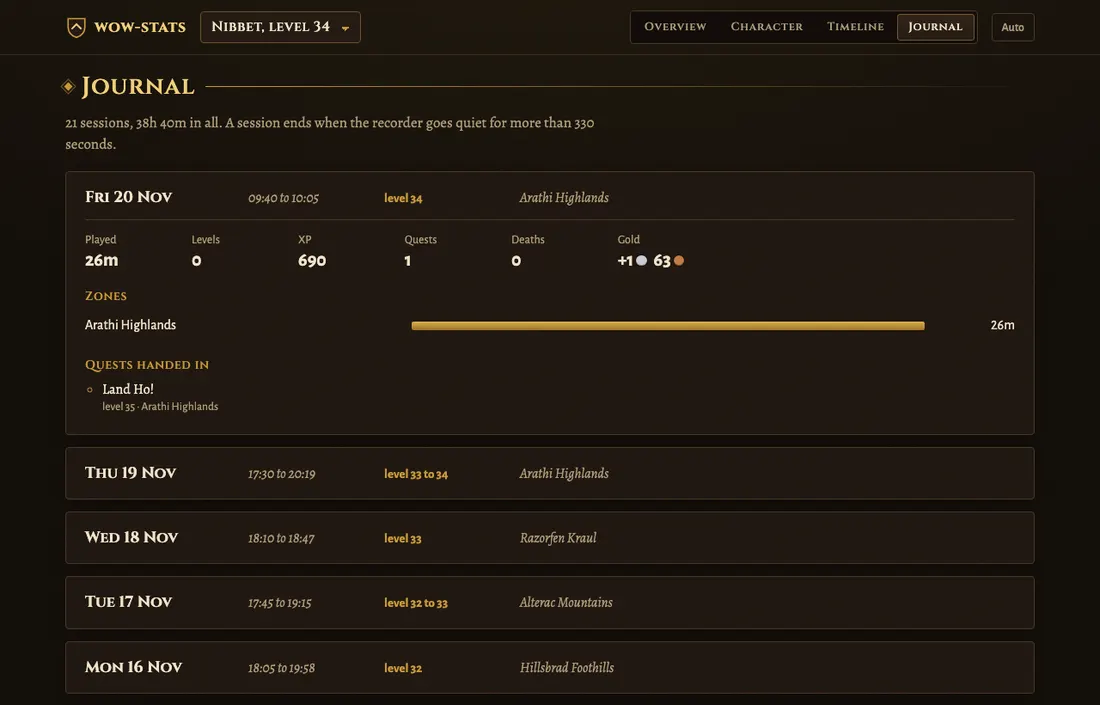 WOW-STATS
Nibbet, level 34
Overview Character Timeline Journal
Auto
Journal
21 sessions, 38h 40m in all. A session ends when the recorder goes quiet for more than 330
seconds.
Fri 20 Nov 09:40 to 10:05 level 34 Arathi Highlands
Played Levels XP Quests Deaths Gold
26m 0 690 1 0 +1 63
Zones
Arathi Highlands 26m
Quests handed in
Land Ho!
level 35 · Arathi Highlands
Thu 19 Nov 17:30 to 20:19 level 33 to 34 Arathi Highlands
Wed 18 Nov 18:10 to 18:47 level 33 Razorfen Kraul
Tue 17 Nov 17:45 to 19:15 level 32 to 33 Alterac Mountains
Mon 16 Nov 18:05 to 19:58 level 32 Hillsbrad Foothills